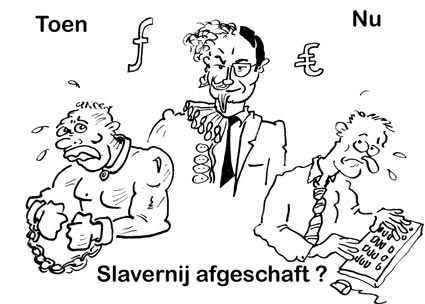 Toen
Nu
ƒ
€
Slavernij afgeschaft ?